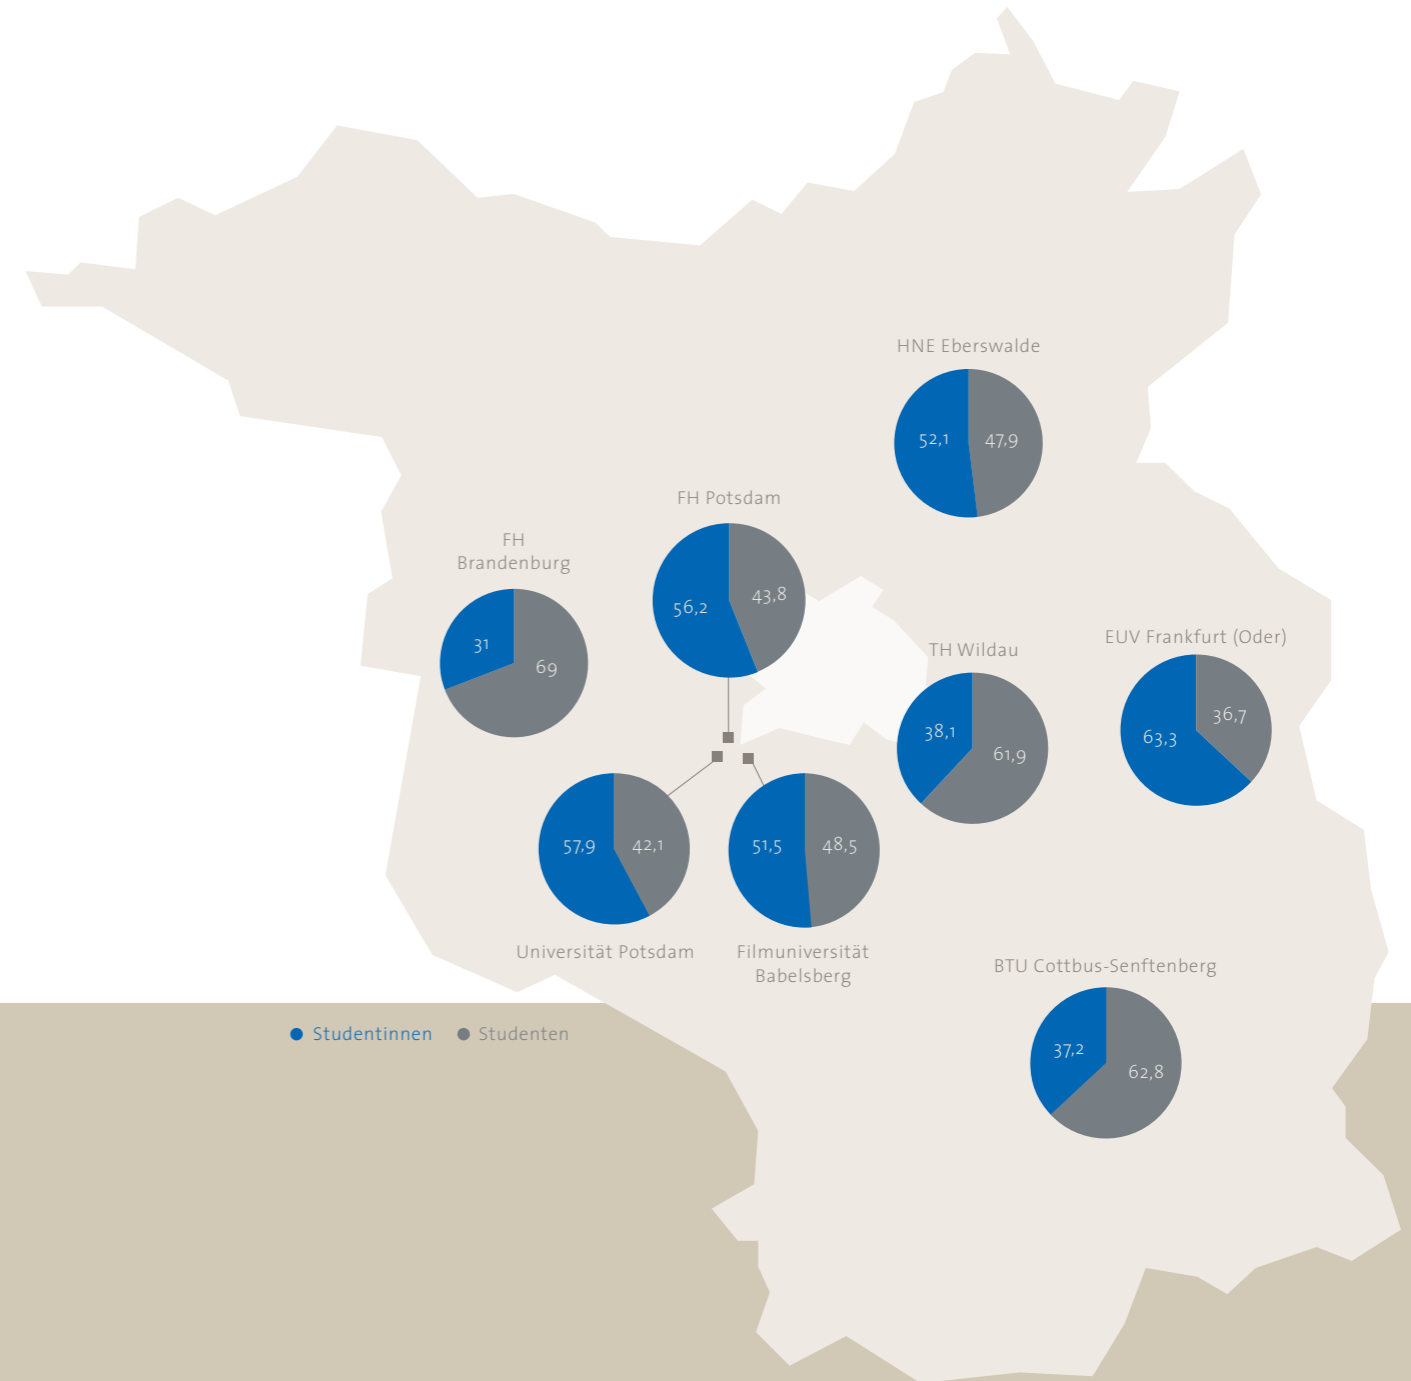 HNE Eberswalde
52,1
47,9
FH Potsdam
56,2
43,8
FH
Brandenburg
31
69
EUV Frankfurt (Oder)
63,3
36,7
TH Wildau
38,1
61,9
57,9
42,1
Universität Potsdam
51,5
48,5
Filmuniversität
Babelsberg
BTU Cottbus-Senftenberg
37,2
62,8
Studentinnen
Studenten